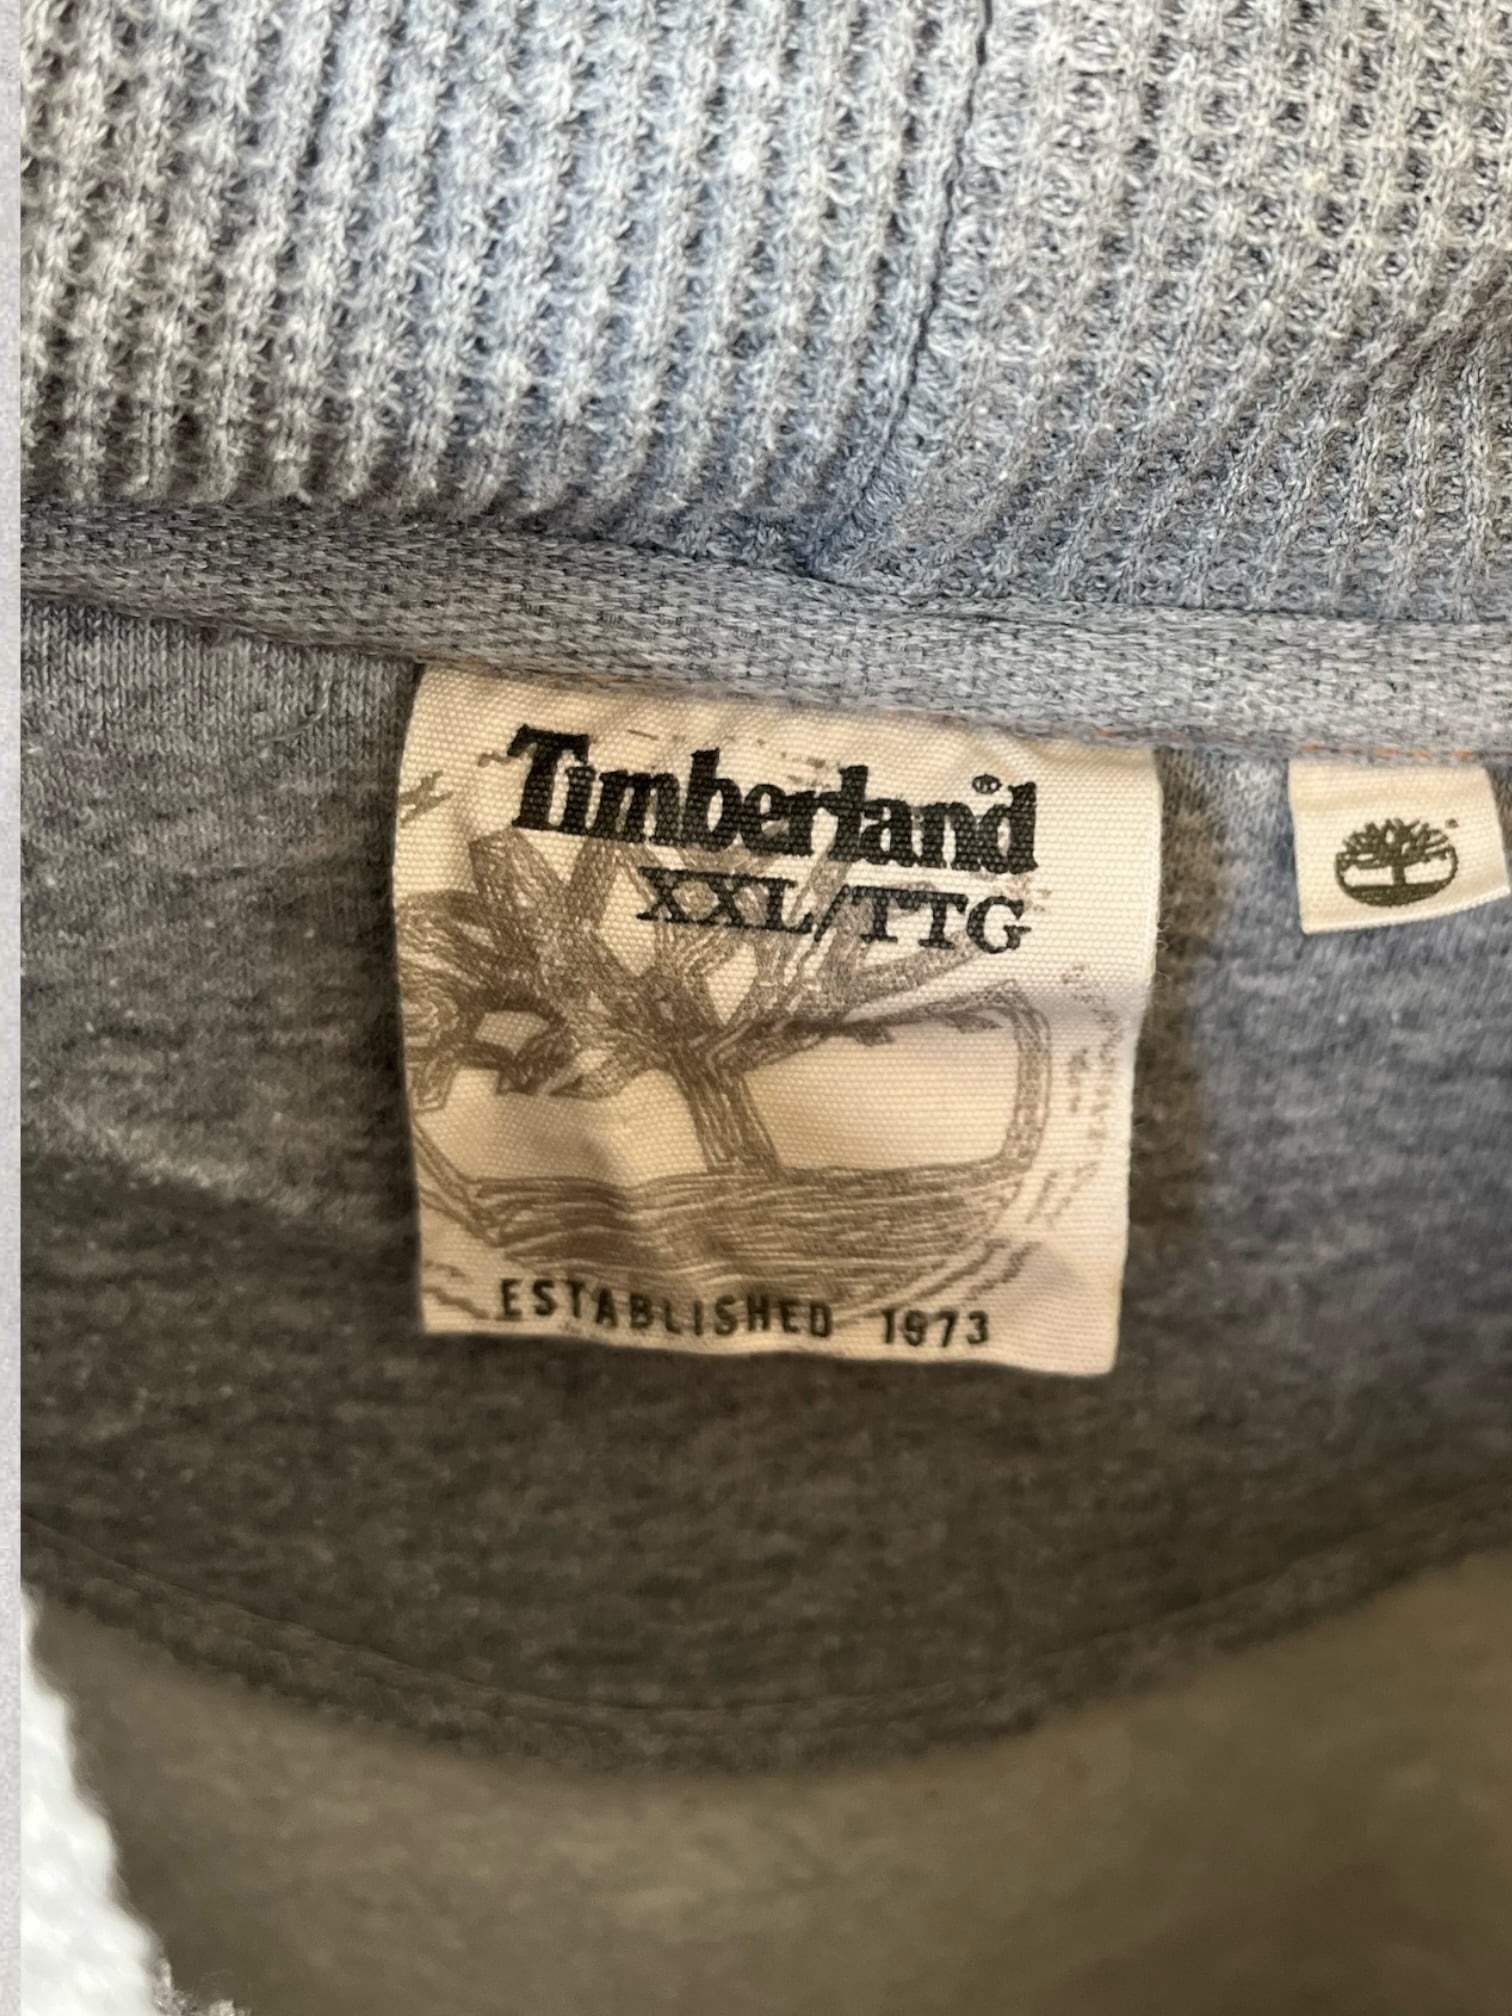 Timberland®
XXL/TTG
ESTABLISHED 1973